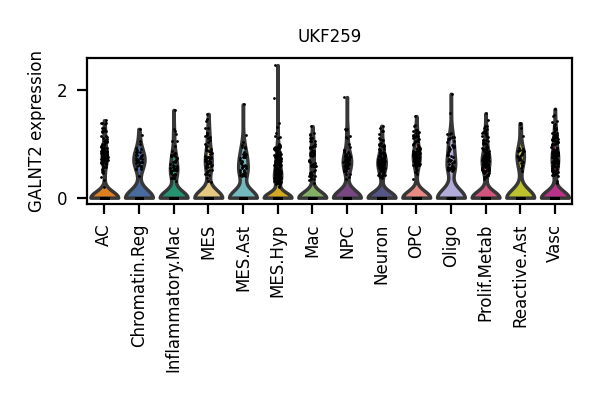 UKF259
GALNT2 expression
2
0
AC
Chromatin.Reg
Inflammatory.Mac
MES
MES.Ast
MES.Hyp
Mac
NPC
Neuron
OPC
Oligo
Prolif.Metab
Reactive.Ast
Vasc